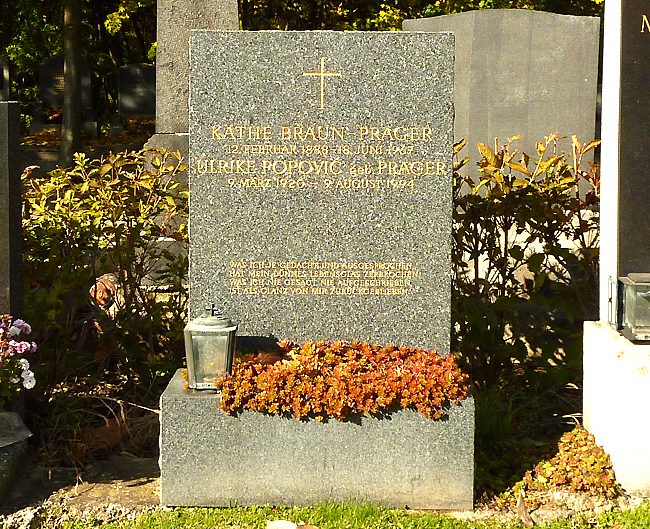 KÄTHE BRAUN-PRAGER
12. FEBRUAR 1888 - 18. JUNI 1967
ULRIKE POPOVIC geb. PRAGER
9. MÄRZ 1920 - 9. AUGUST 1994
WAS ICH JE GEDACHT UND AUSGESPROCHEN
HAT MEIN DÜNNES LEBENSGLAS ZERBROCHEN
WAS ICH NIE GESAGT NIE AUFGESCHRIEBEN
IST ALS GLANZ VON MIR ZURÜCKGEBLIEBEN